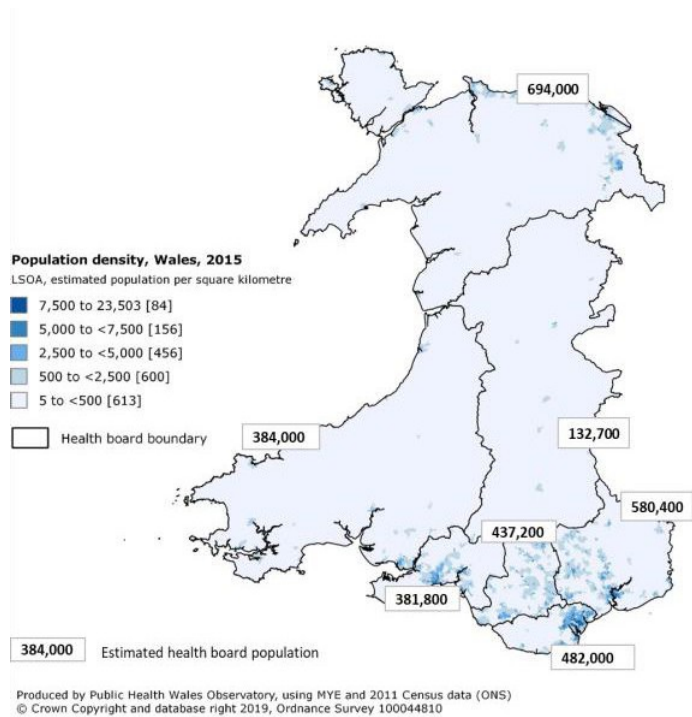 694,000
Population density, Wales, 2015
LSOA, estimated population per square kilometre
7,500 to 23,503 [84]
5,000 to <7,500 [156]
2,500 to <5,000 [456]
500 to <2,500 [600]
5 to <500 [613]
Health board boundary
384,000
132,700
580,400
437,200
381,800
482,000
384,000 Estimated health board population
Produced by Public Health Wales Observatory, using MYE and 2011 Census data (ONS)
© Crown Copyright and database right 2019, Ordnance Survey 100044810